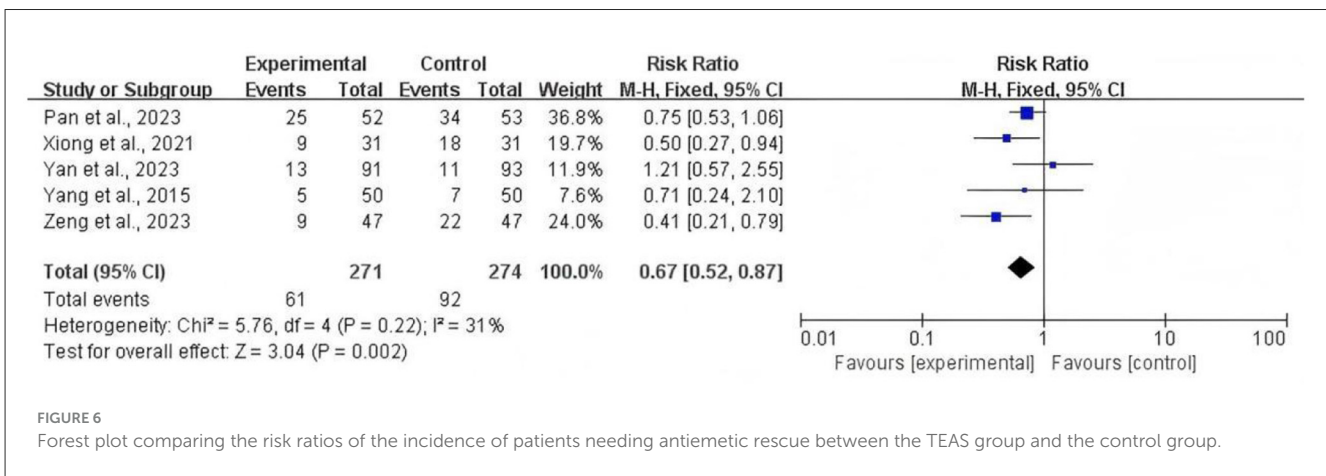 Experimental Control Risk Ratio Risk Ratio
Study or Subgroup Events Total Events Total Weight M-H, Fixed, 95% CI M-H, Fixed, 95% CI
Pan et al., 2023 25 52 34 53 36.8% 0.75 [0.53, 1.06]
Xiong et al., 2021 9 31 18 31 19.7% 0.50 [0.27, 0.94]
Yan et al., 2023 13 91 11 93 11.9% 1.21 [0.57, 2.55]
Yang et al., 2015 5 50 7 50 7.6% 0.71 [0.24, 2.10]
Zeng et al., 2023 9 47 22 47 24.0% 0.41 [0.21, 0.79]
Total (95% CI) 271 274 100.0% 0.67 [0.52, 0.87]
Total events 61 92
Heterogeneity: Chi² = 5.76, df = 4 (P = 0.22); I² = 31%
Test for overall effect: Z = 3.04 (P = 0.002)
0.01 0.1 1 10 100
Favours [experimental] Favours [control]
FIGURE 6
Forest plot comparing the risk ratios of the incidence of patients needing antiemetic rescue between the TEAS group and the control group.